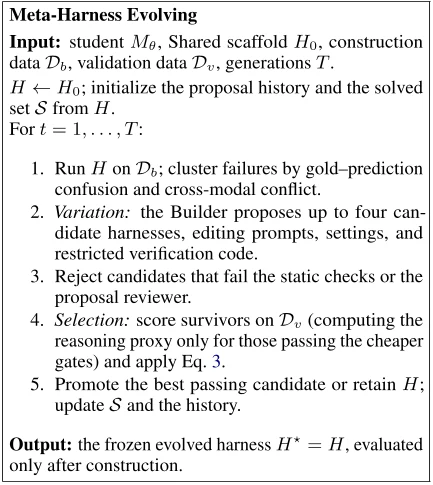 Meta-Harness Evolving
Input: student M_θ, Shared scaffold H_0, construction
data 𝒟_b, validation data 𝒟_v, generations T.
H ← H_0; initialize the proposal history and the solved
set 𝒮 from H.
For t = 1, . . . , T:
1. Run H on 𝒟_b; cluster failures by gold–prediction
confusion and cross-modal conflict.
2. Variation: the Builder proposes up to four can-
didate harnesses, editing prompts, settings, and
restricted verification code.
3. Reject candidates that fail the static checks or the
proposal reviewer.
4. Selection: score survivors on 𝒟_v (computing the
reasoning proxy only for those passing the cheaper
gates) and apply Eq. 3.
5. Promote the best passing candidate or retain H;
update 𝒮 and the history.
Output: the frozen evolved harness H⋆ = H, evaluated
only after construction.